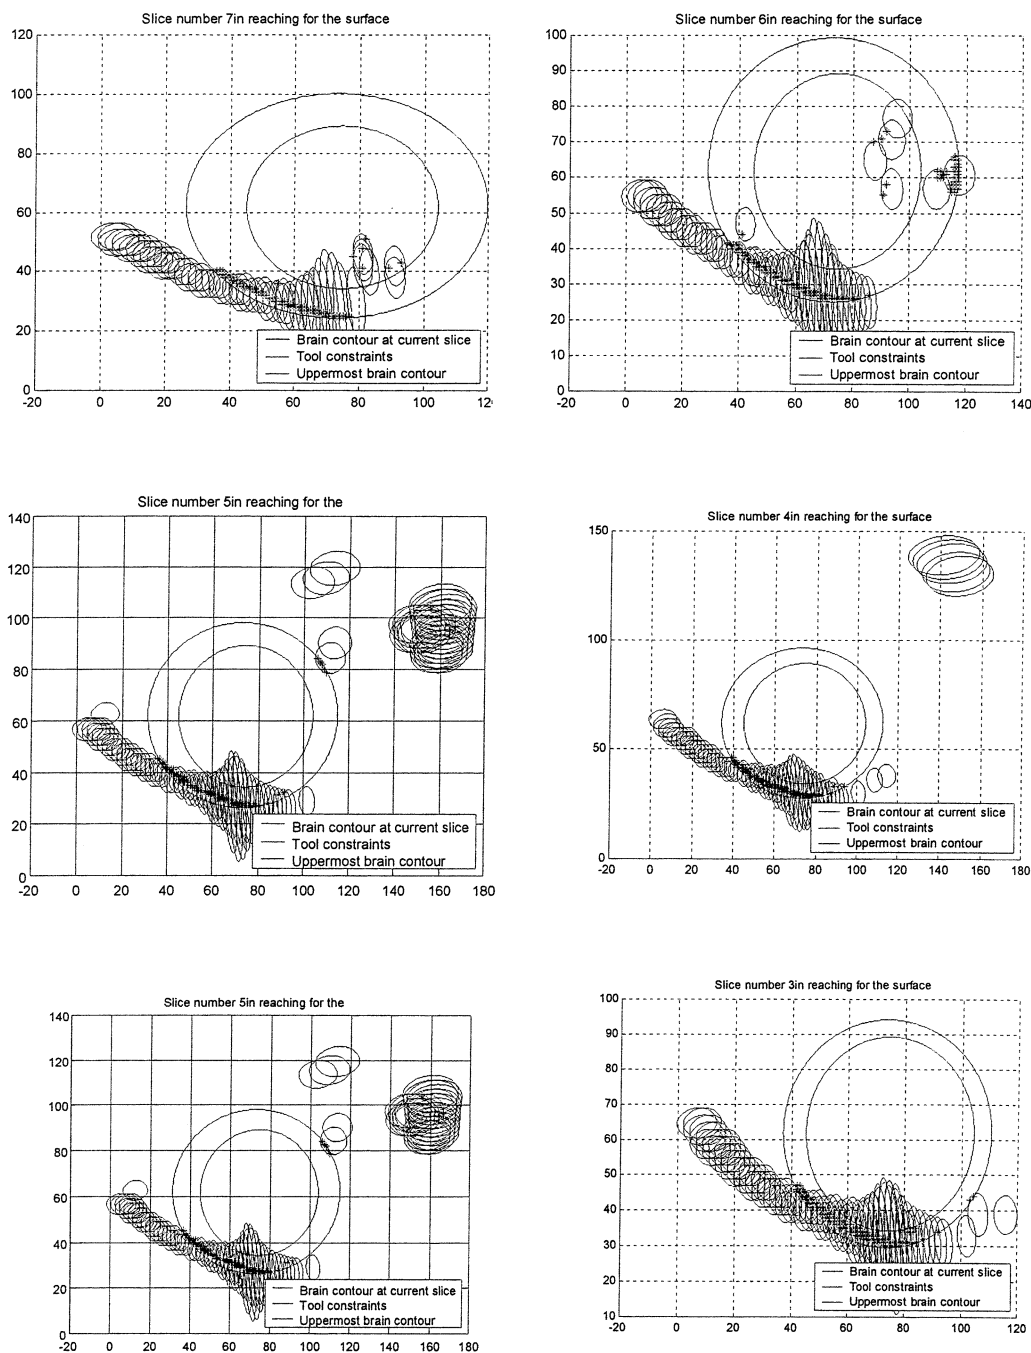 Slice number 7in reaching for the surface
120
100
80
60
40
20
0
-20 0 20 40 60 80 100 12
Brain contour at current slice
Tool constraints
Uppermost brain contour
Slice number 6in reaching for the surface
100
90
80
70
60
50
40
30
20
10
0
-20 0 20 40 60 80 100 120 140
Brain contour at current slice
Tool constraints
Uppermost brain contour
Slice number 5in reaching for the
140
120
100
80
60
40
20
0
-20 0 20 40 60 80 100 120 140 160 180
Brain contour at current slice
Tool constraints
Uppermost brain contour
Slice number 4in reaching for the surface
150
100
50
0
-20 0 20 40 60 80 100 120 140 160 180
Brain contour at current slice
Tool constraints
Uppermost brain contour
Slice number 5in reaching for the
140
120
100
80
60
40
20
0
-20 0 20 40 60 80 100 120 140 160 180
Brain contour at current slice
Tool constraints
Uppermost brain contour
Slice number 3in reaching for the surface
100
90
80
70
60
50
40
30
20
10
-20 0 20 40 60 80 100 120
Brain contour at current slice
Tool constraints
Uppermost brain contour